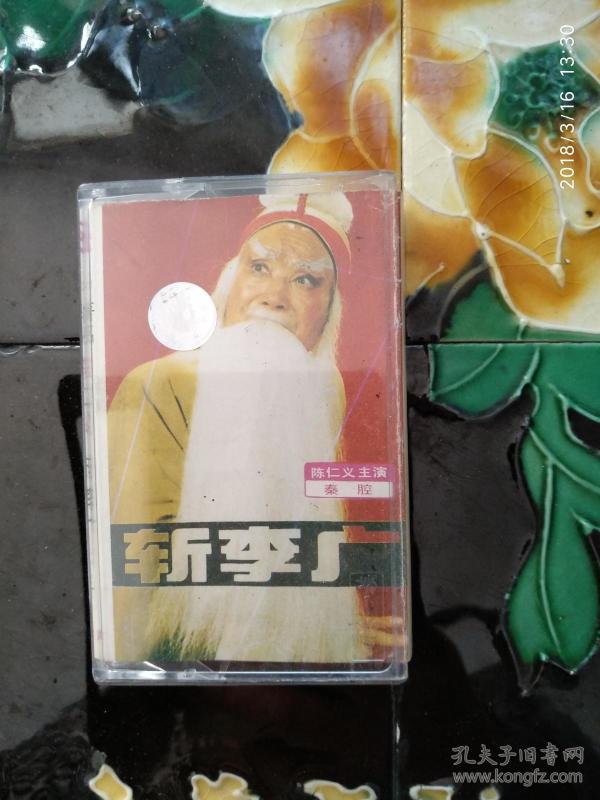 2018/3/16 13:30
陈仁义主演
秦腔
斩李广
孔夫子旧书网
www.kongfz.com